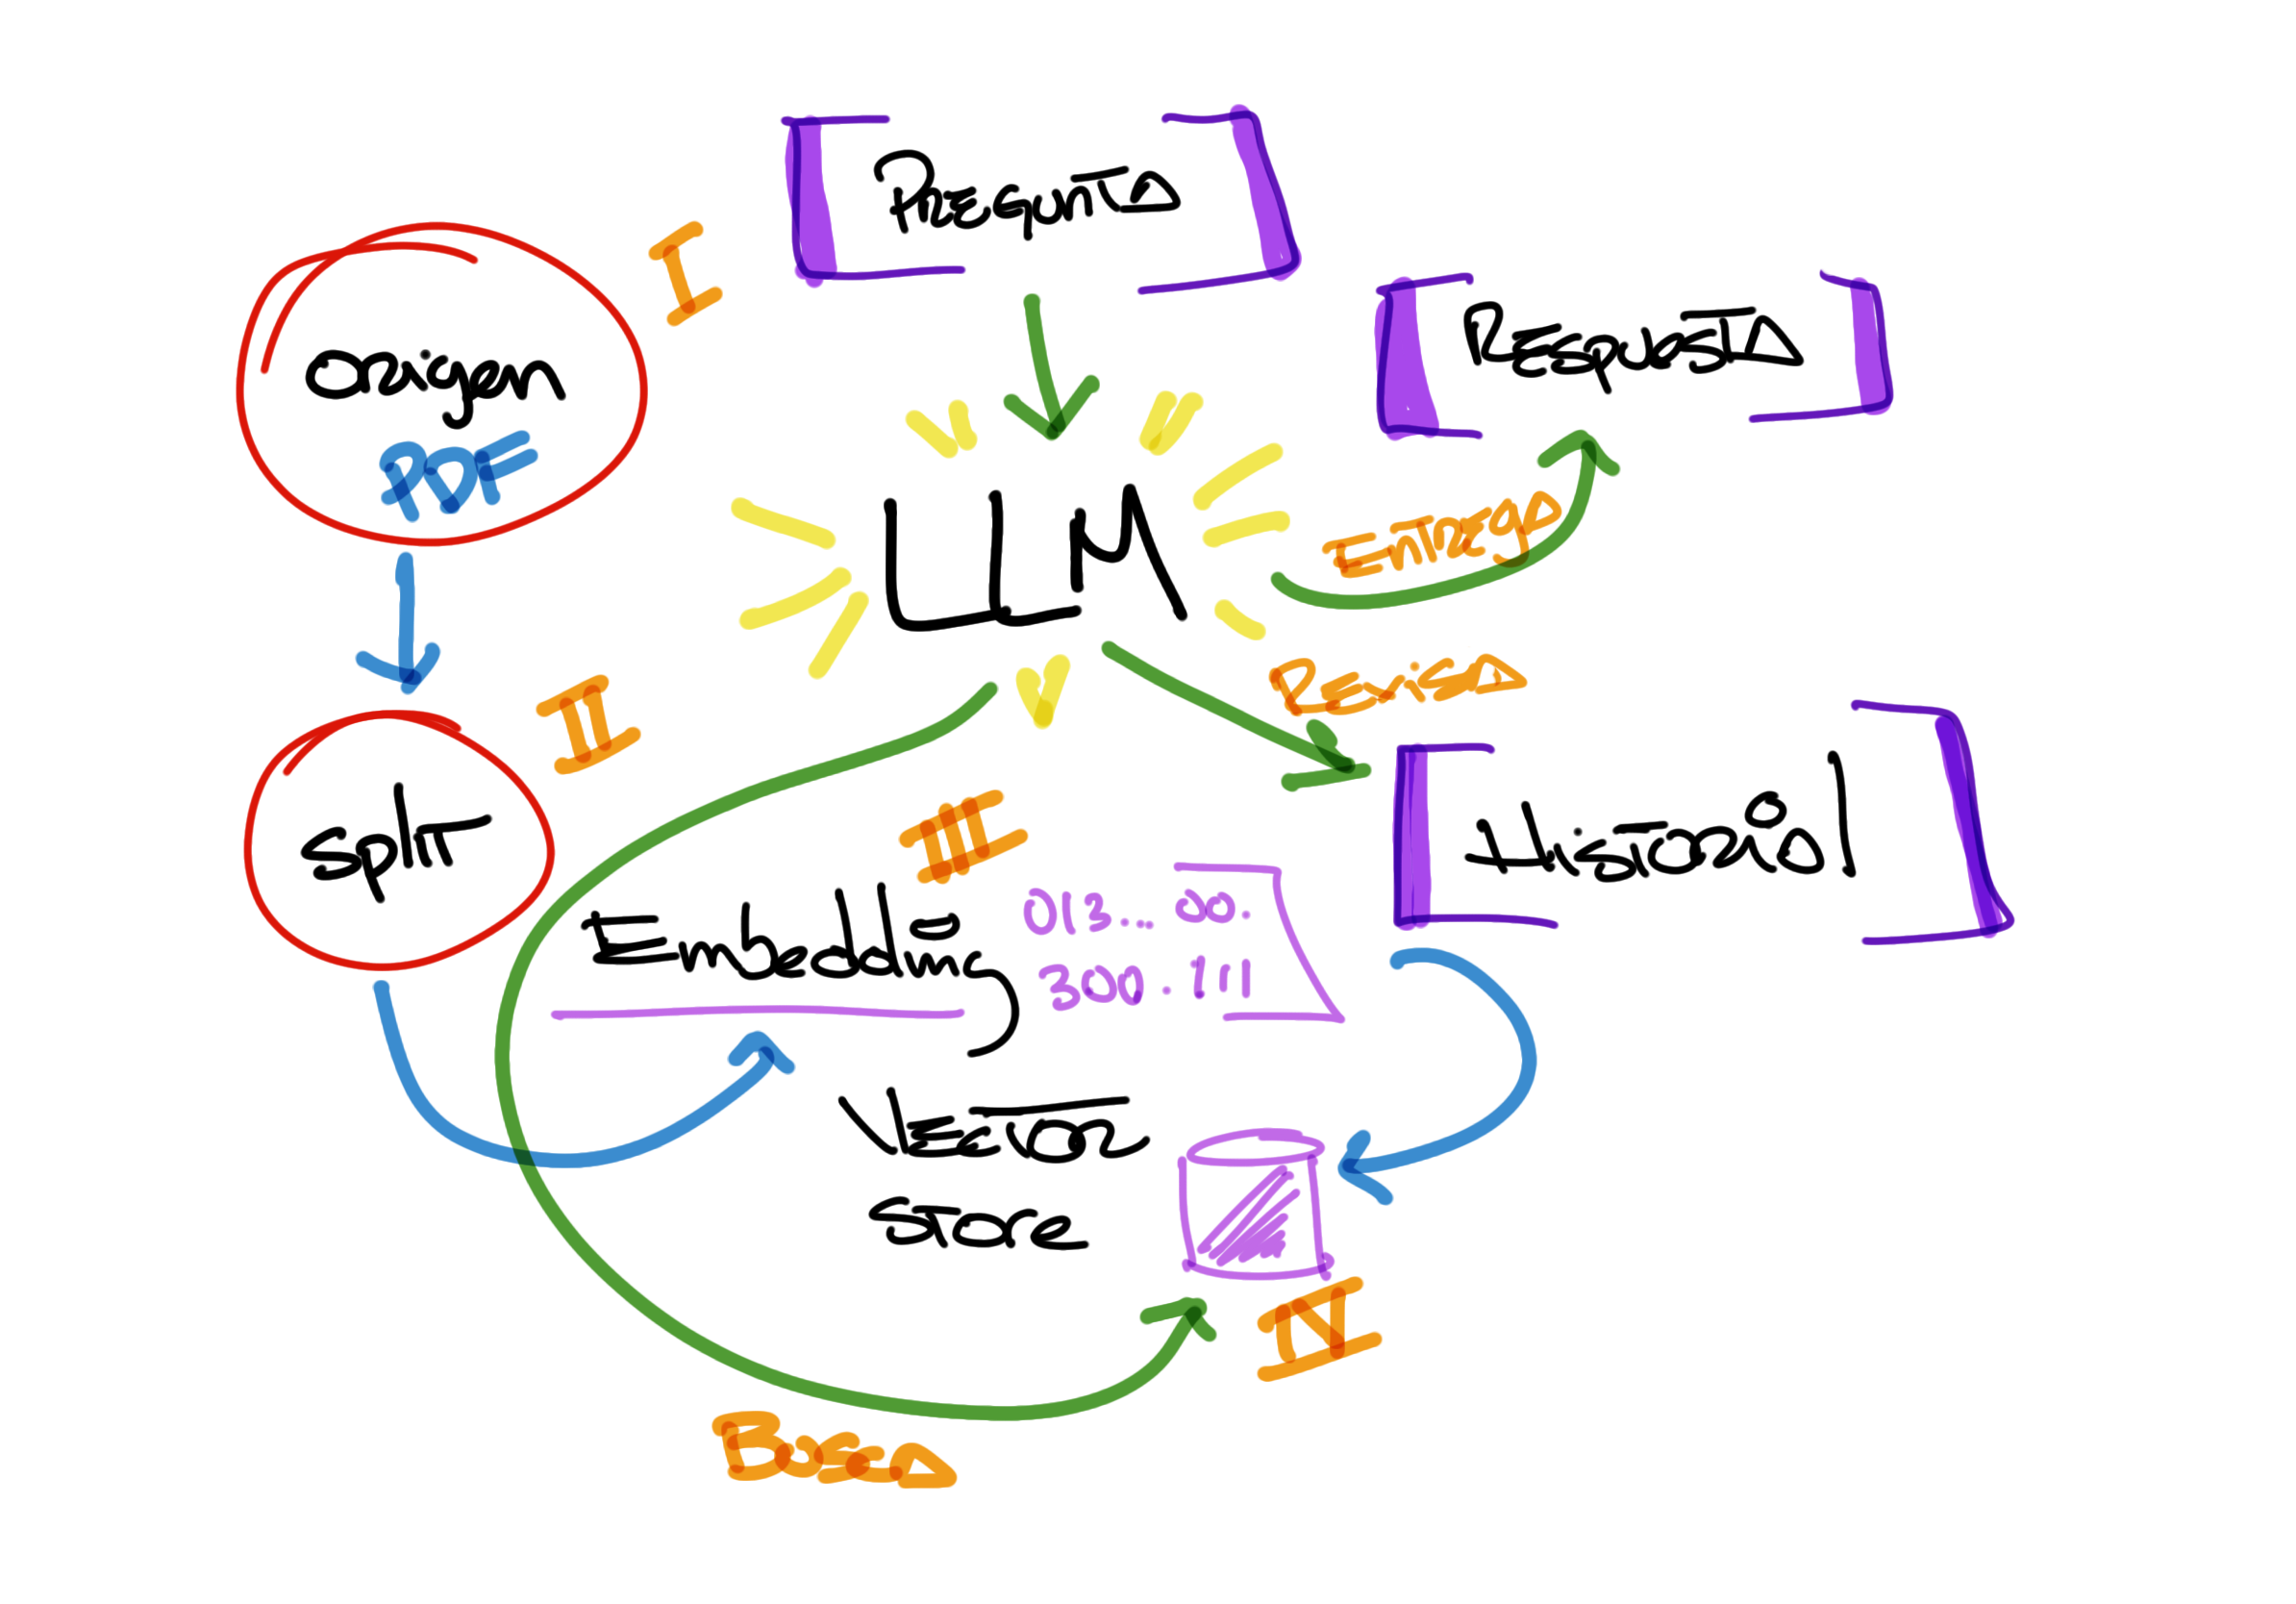 I
Pregunta
Origen
PDF
Respuesta
LLM
Entrega
Revisa
II
Split
III
Historial
Embedding
013... 00.
300.111
Vector
Store
IV
Busca